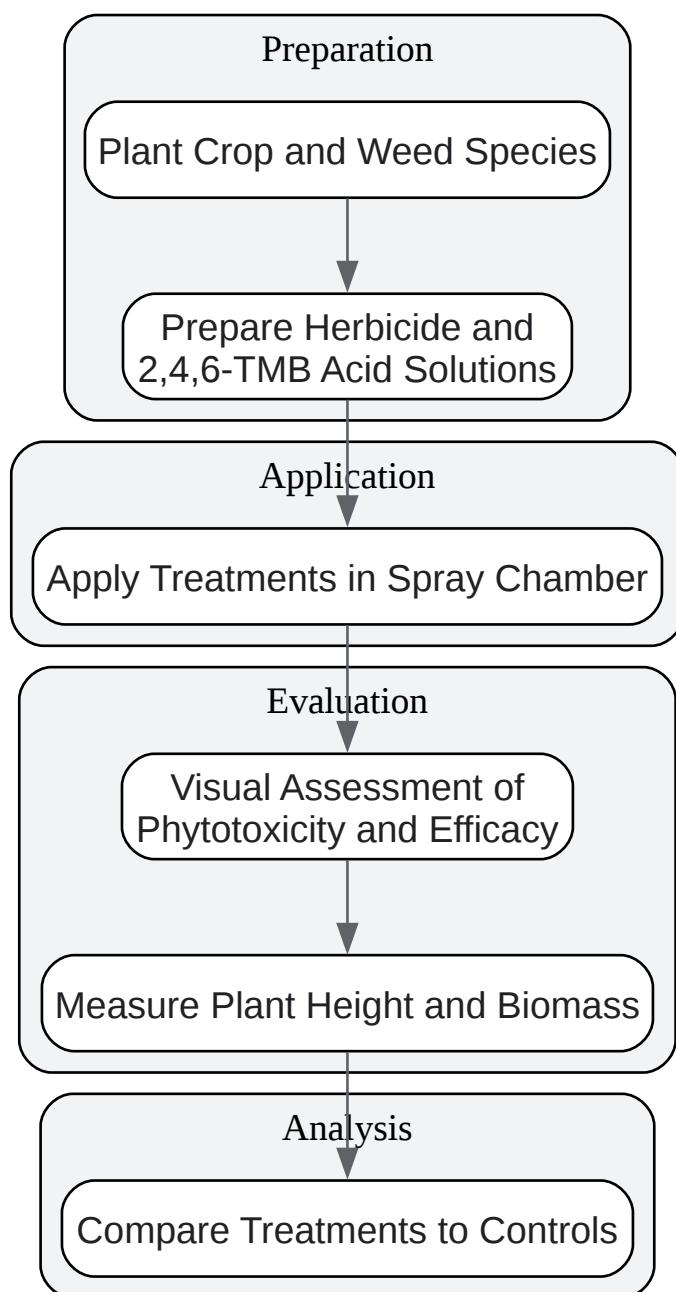 Preparation
Plant Crop and Weed Species
Prepare Herbicide and
2,4,6-TMB Acid Solutions
Application
Apply Treatments in Spray Chamber
Evaluation
Visual Assessment of
Phytotoxicity and Efficacy
Measure Plant Height and Biomass
Analysis
Compare Treatments to Controls